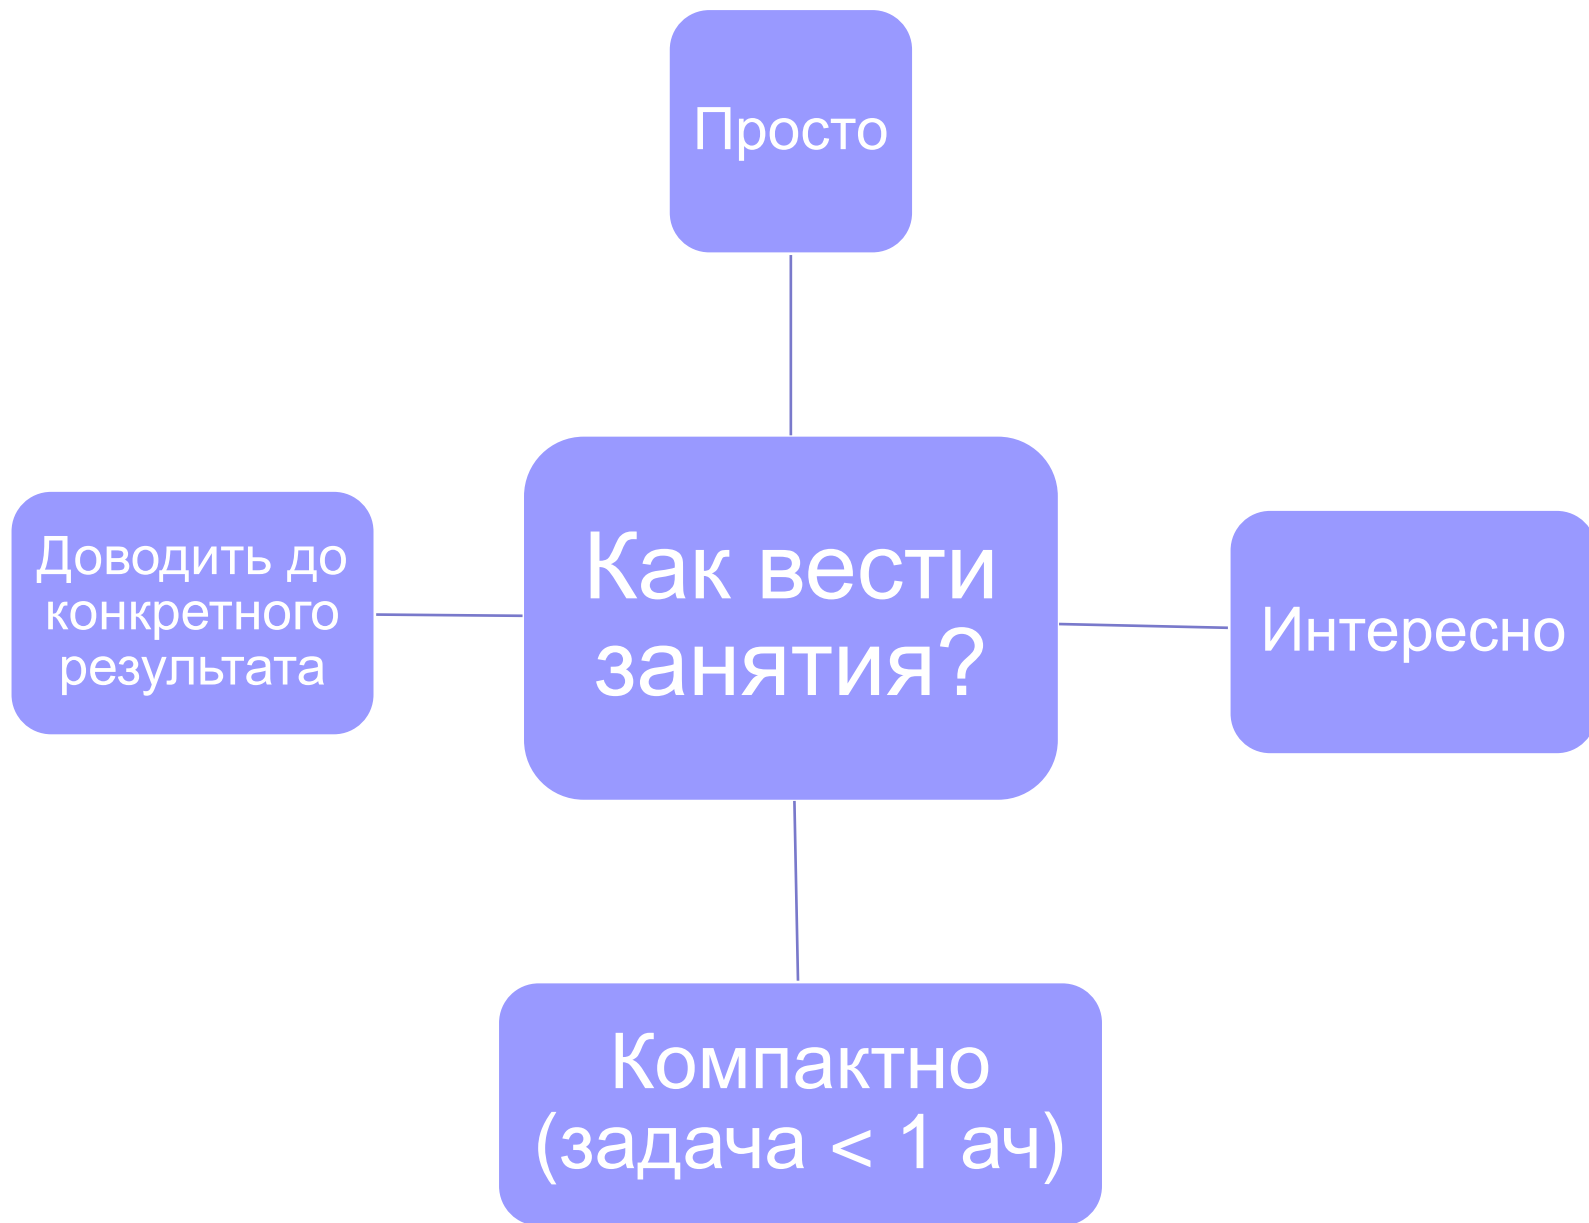 Просто
Доводить до
конкретного
результата
Как вести
занятия?
Интересно
Компактно
(задача < 1 ач)